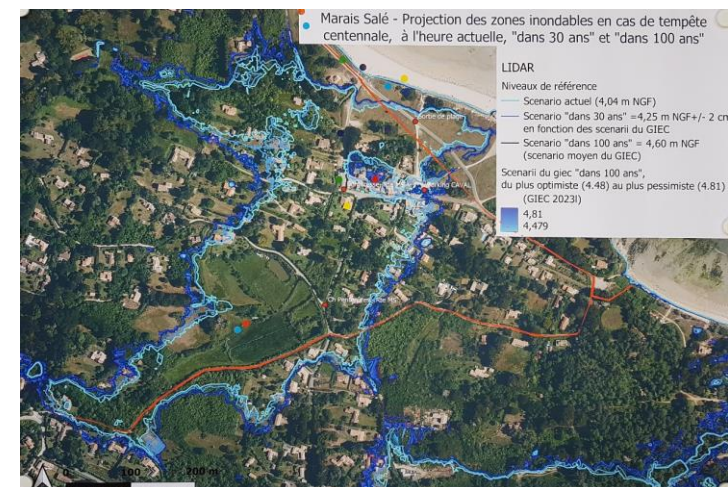 Marais Salé - Projection des zones inondables en cas de tempête
centennale, à l'heure actuelle, "dans 30 ans" et "dans 100 ans"
LIDAR
Niveaux de référence
Scenario actuel (4,04 m NGF)
Scenario "dans 30 ans" =4,25 m NGF+/- 2 cm
en fonction des scenarii du GIEC
Scenario "dans 100 ans" = 4,60 m NGF
(scenario moyen du GIEC)
Scenarii du giec "dans 100 ans",
du plus optimiste (4.48) au plus pessimiste (4.81)
(GIEC 2023I)
4,81
4,479
Sortie de plage
0 100 200 m